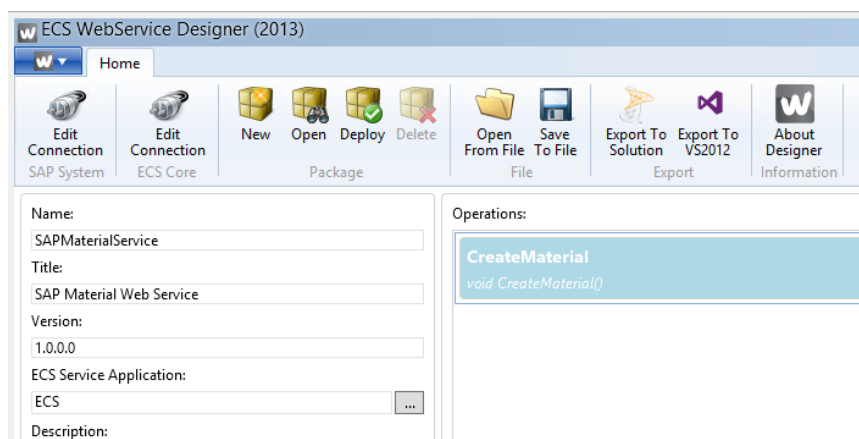 ECS WebService Designer (2013)
Home
Edit Connection
Edit Connection
New
Open
Deploy
Delete
Open From File
Save To File
Export To Solution
Export To VS2012
About Designer
SAP System
ECS Core
Package
File
Export
Information
Name:
SAPMaterialService
Title:
SAP Material Web Service
Version:
1.0.0.0
ECS Service Application:
ECS
...
Description:
Operations:
CreateMaterial
void CreateMaterial()